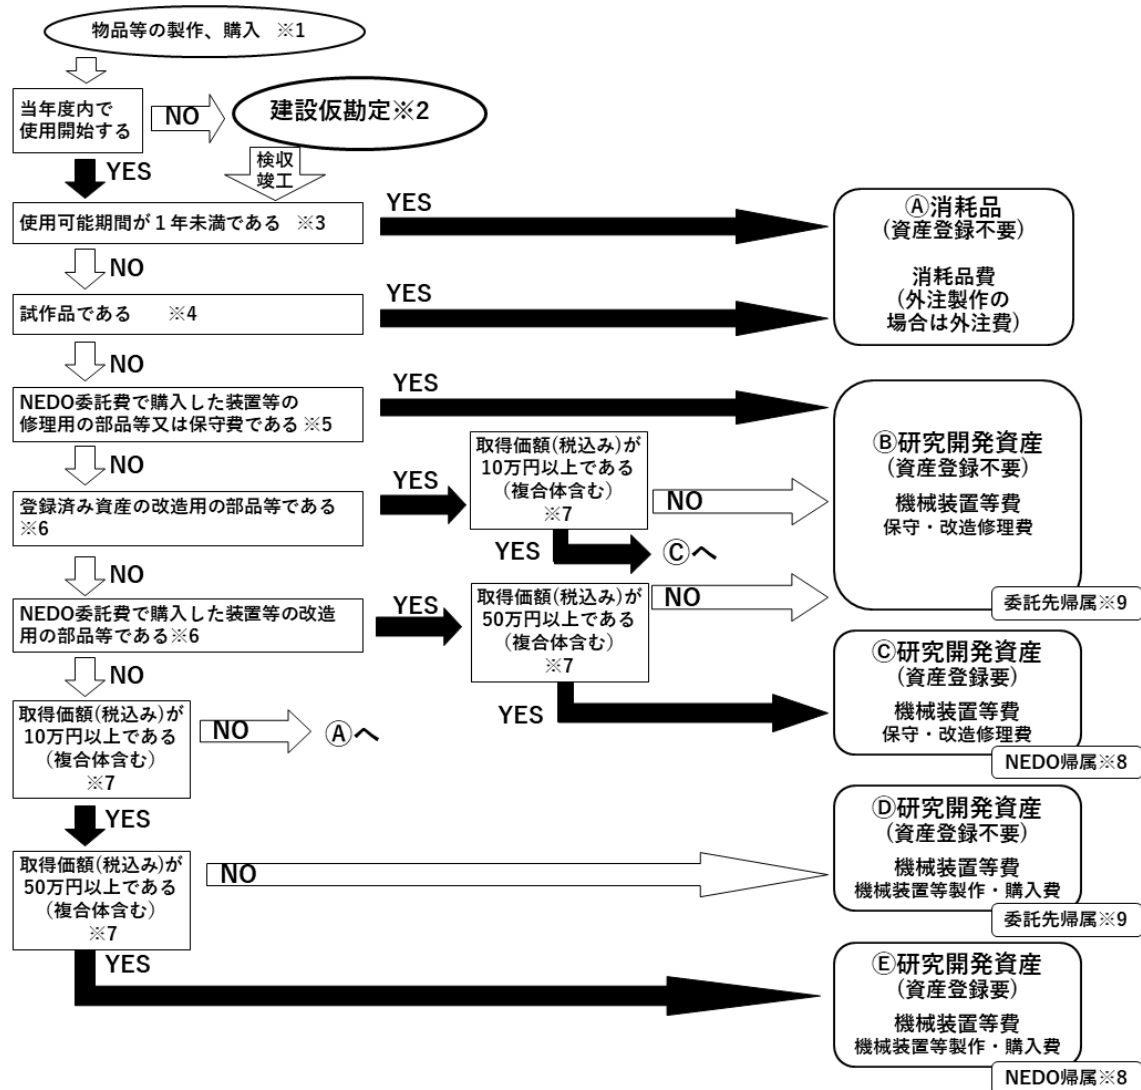 物品等の製作、購入　※1
当年度内で
使用開始する
NO
建設仮勘定※2
YES
検収
竣工
使用可能期間が１年未満である　※3
YES
Ⓐ消耗品
(資産登録不要)
消耗品費
(外注製作の
場合は外注費)
NO
試作品である　　※4
YES
NO
NEDO委託費で購入した装置等の
修理用の部品等又は保守費である ※5
YES
Ⓑ研究開発資産
(資産登録不要)
機械装置等費
保守・改造修理費
委託先帰属※9
NO
登録済み資産の改造用の部品等である
※6
YES
取得価額(税込み)が
10万円以上である
（複合体含む）
※7
NO
YES
Ⓒへ
NO
NEDO委託費で購入した装置等の改造
用の部品等である※6
YES
取得価額(税込み)が
50万円以上である
（複合体含む）
※7
NO
YES
Ⓒ研究開発資産
(資産登録要)
機械装置等費
保守・改造修理費
NEDO帰属※8
NO
取得価額(税込み)が
10万円以上である
（複合体含む）
※7
NO
Ⓐへ
YES
取得価額(税込み)が
50万円以上である
（複合体含む）
※7
NO
Ⓓ研究開発資産
(資産登録不要)
機械装置等費
機械装置等製作・購入費
委託先帰属※9
YES
Ⓔ研究開発資産
(資産登録要)
機械装置等費
機械装置等製作・購入費
NEDO帰属※8